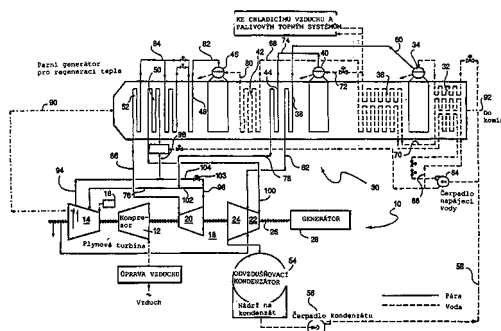 KE CHLADICÍMU VZDUCHU A
PALIVOVÝM TOPNÝM SYSTÉMŮM
Parní generátor
pro regeneraci tepla
84
82
46
80
42
68
74
40
72
60
34
36
32
50
52
48
44
38
92
Do komína
90
70
98
66
62
94
104
103
76
78
100
102
96
86
64
30
Čerpadlo
napájecí
vody
14
16
Kompresor
12
Plynová turbína
20
18
24
22
26
GENERÁTOR
28
10
ÚPRAVA VZDUCHU
Vzduch
ODVZDUŠŇOVACÍ
KONDENZÁTOR
54
Nádrž na
kondenzát
Čerpadlo kondenzátu
56
58
Pára
Voda